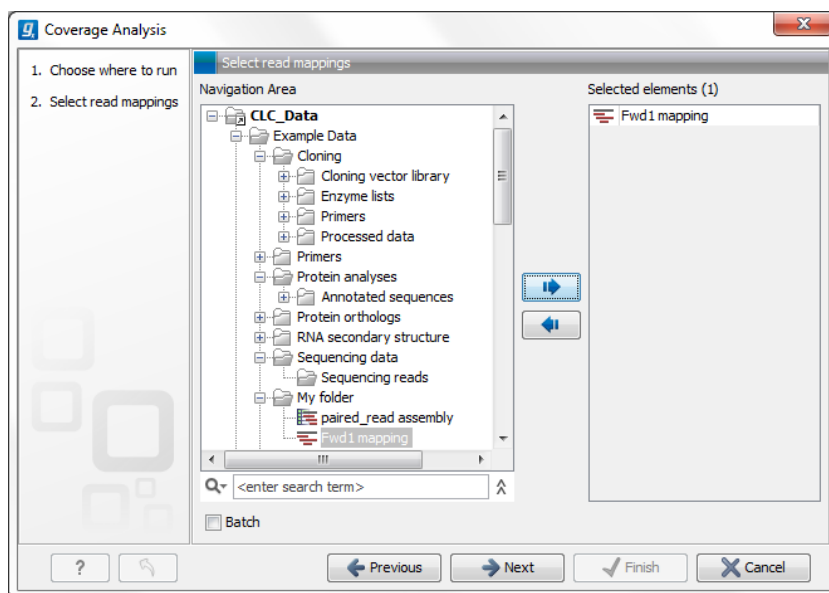 Coverage Analysis
1. Choose where to run
2. Select read mappings
Select read mappings
Navigation Area
CLC_Data
Example Data
Cloning
Cloning vector library
Enzyme lists
Primers
Processed data
Primers
Protein analyses
Annotated sequences
Protein orthologs
RNA secondary structure
Sequencing data
Sequencing reads
My folder
paired_read assembly
Fwd1 mapping
<enter search term>
Batch
Selected elements (1)
Fwd1 mapping
?
Previous
Next
Finish
Cancel